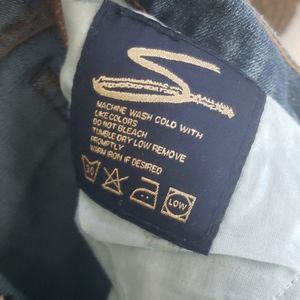 MACHINE WASH COLD WITH
LIKE COLORS
DO NOT BLEACH
TUMBLE DRY LOW REMOVE
PROMPTLY
WARM IRON IF DESIRED
30
LOW